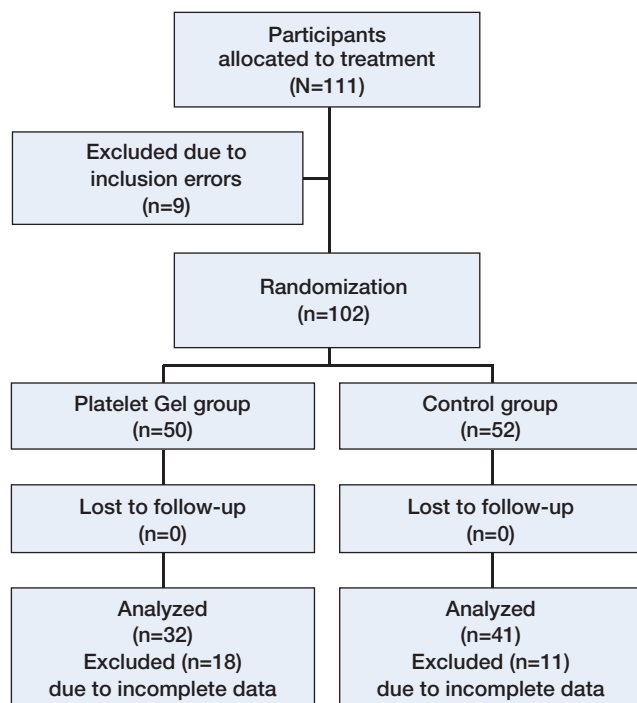 Participants
allocated to treatment
(N=111)
Excluded due to
inclusion errors
(n=9)
Randomization
(n=102)
Platelet Gel group
(n=50)
Control group
(n=52)
Lost to follow-up
(n=0)
Lost to follow-up
(n=0)
Analyzed
(n=32)
Excluded (n=18)
due to incomplete data
Analyzed
(n=41)
Excluded (n=11)
due to incomplete data